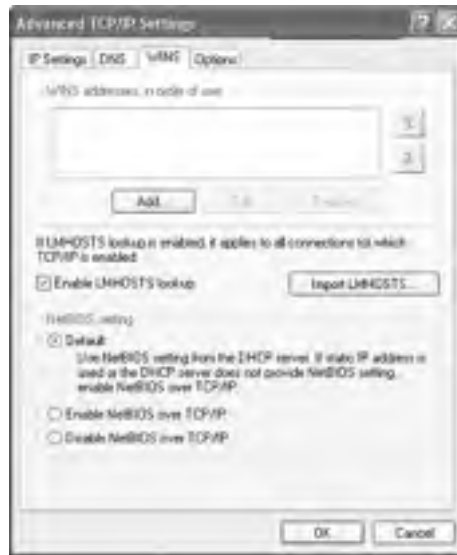 Advanced TCP/IP Settings
IP Settings DNS WINS Options
WINS addresses, in order of use:
Add...
If LMHOSTS lookup is enabled, it applies to all connections for which
TCP/IP is enabled.
Enable LMHOSTS lookup
Import LMHOSTS...
NetBIOS setting
Default:
Use NetBIOS setting from the DHCP server. If static IP address is
used or the DHCP server does not provide NetBIOS setting,
enable NetBIOS over TCP/IP.
Enable NetBIOS over TCP/IP
Disable NetBIOS over TCP/IP
OK Cancel